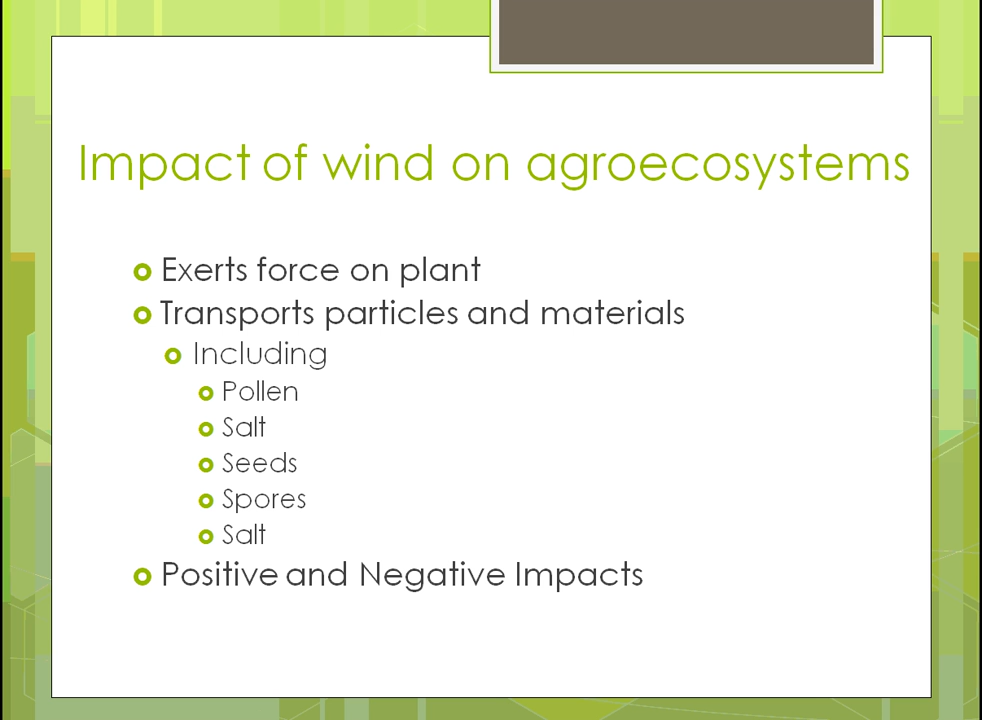 Impact of wind on agroecosystems
Exerts force on plant
Transports particles and materials
Including
Pollen
Salt
Seeds
Spores
Salt
Positive and Negative Impacts